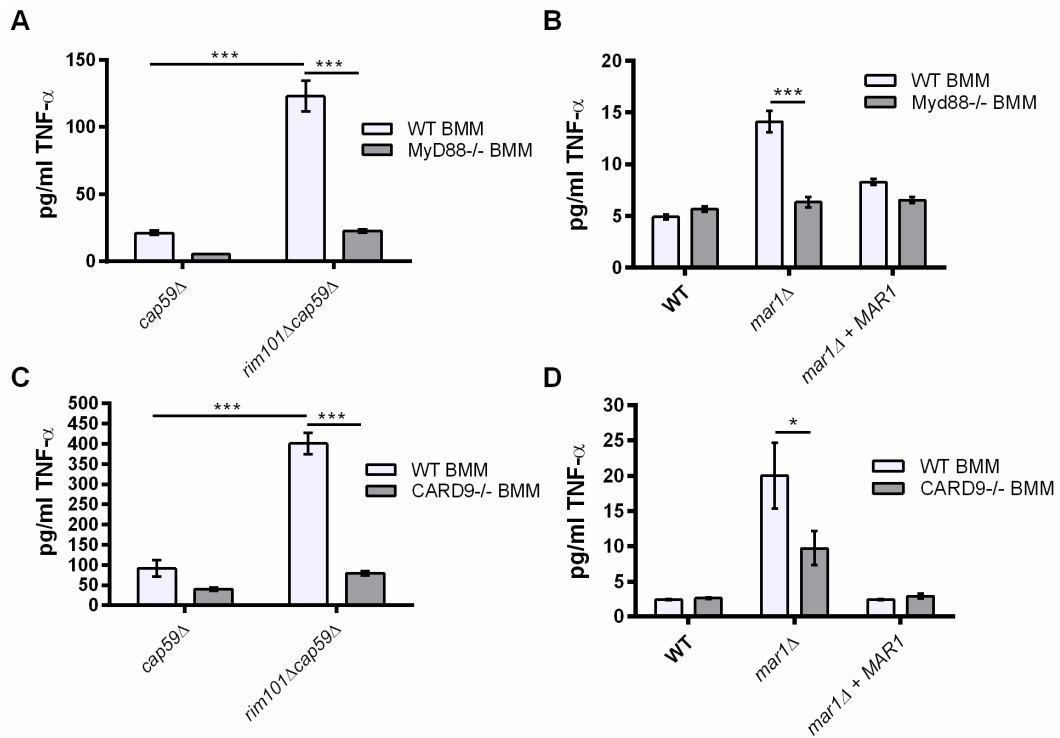 A
pg/ml TNF-α
150
100
50
0
***
***
WT BMM
MyD88-/- BMM
cap59Δ
rim101Δcap59Δ
B
pg/ml TNF-α
20
15
10
5
0
***
WT BMM
Myd88-/- BMM
WT
mar1Δ
mar1Δ + MAR1
C
pg/ml TNF-α
500
450
400
350
300
250
200
150
100
50
0
***
***
WT BMM
CARD9-/- BMM
cap59Δ
rim101Δcap59Δ
D
pg/ml TNF-α
30
25
20
15
10
5
0
*
WT BMM
CARD9-/- BMM
WT
mar1Δ
mar1Δ + MAR1